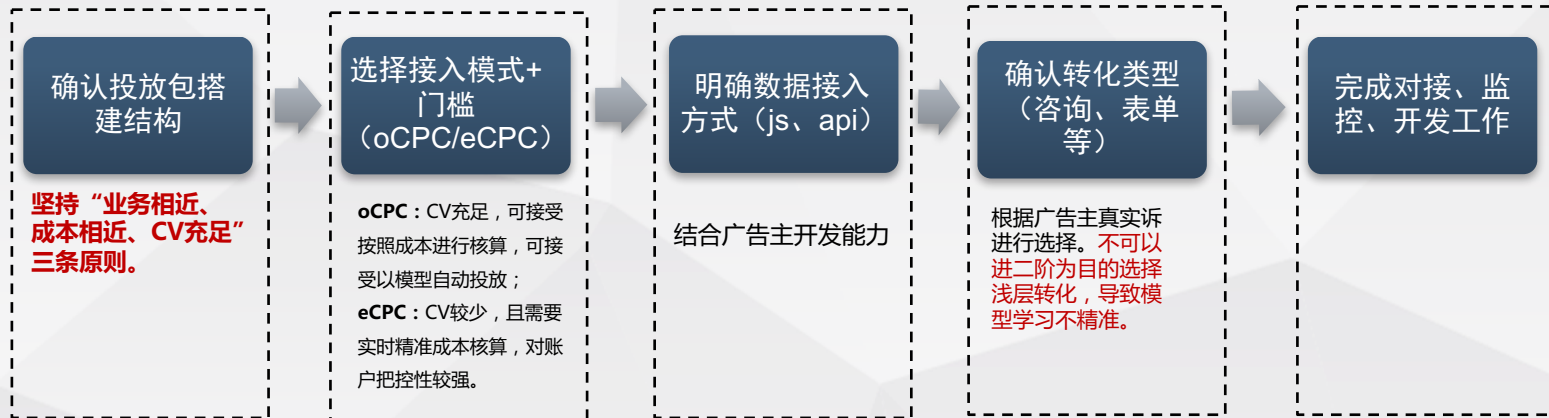 确认投放包搭
建结构
坚持“业务相近、
成本相近、CV充足”
三条原则。
选择接入模式+
门槛
（oCPC/eCPC）
oCPC：CV充足，可接受
按照成本进行核算，可接
受以模型自动投放；
eCPC：CV较少，且需要
实时精准成本核算，对账
户把控性较强。
明确数据接入
方式（js、api）
结合广告主开发能力
确认转化类型
（咨询、表单
等）
根据广告主真实诉
进行选择。不可以
进二阶为目的选择
浅层转化，导致模
型学习不精准。
完成对接、监
控、开发工作